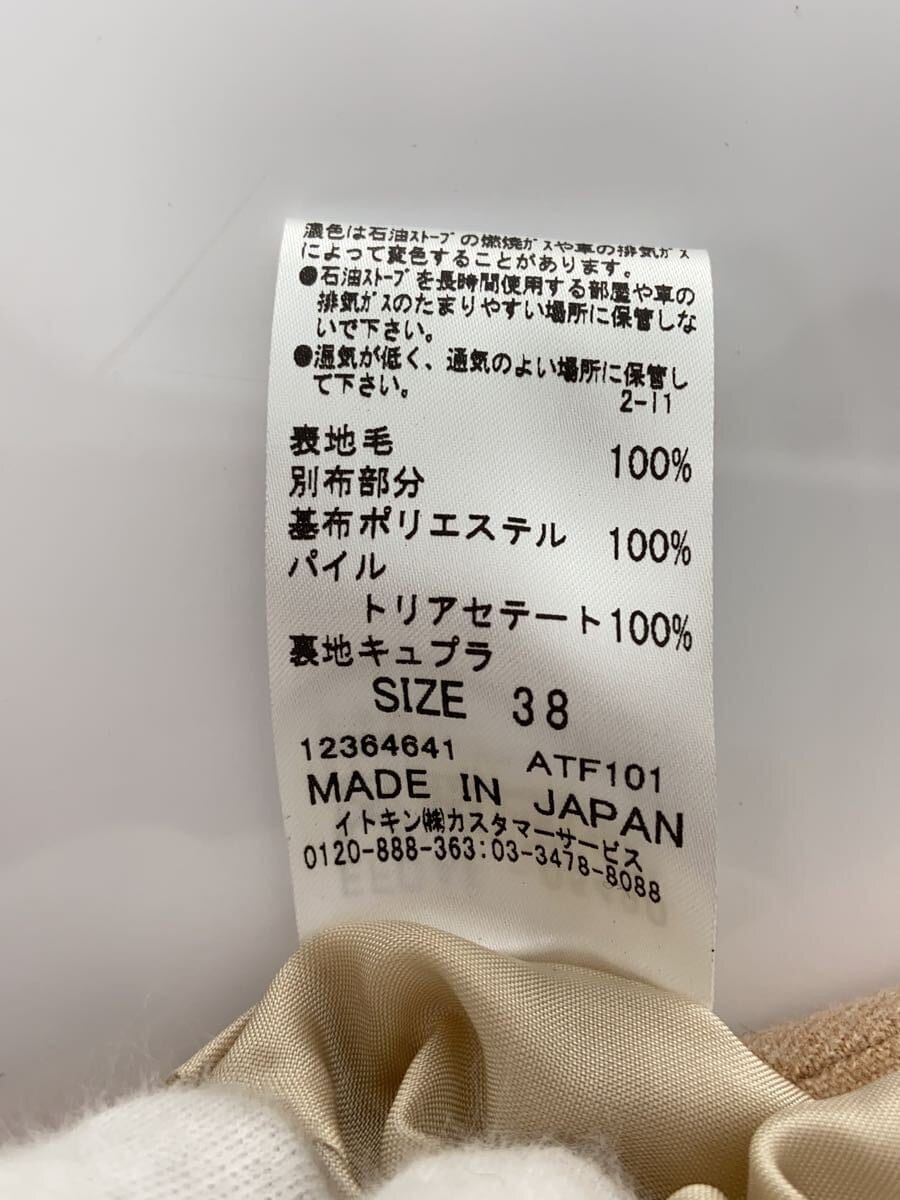 濃色は石油ストーブの燃焼ガスや車の排気ガス
によって変色することがあります。
●石油ストーブを長時間使用する部屋や車の
排気ガスのたまりやすい場所に保管しな
いで下さい。
●湿気が低く、通気のよい場所に保管し
て下さい。
2-11
表地毛 100%
別布部分
基布ポリエステル 100%
パイル
トリアセテート100%
裏地キュプラ
SIZE 38
12364641 ATF101
MADE IN JAPAN
イトキン㈱カスタマーサービス
0120-888-363:03-3478-8088